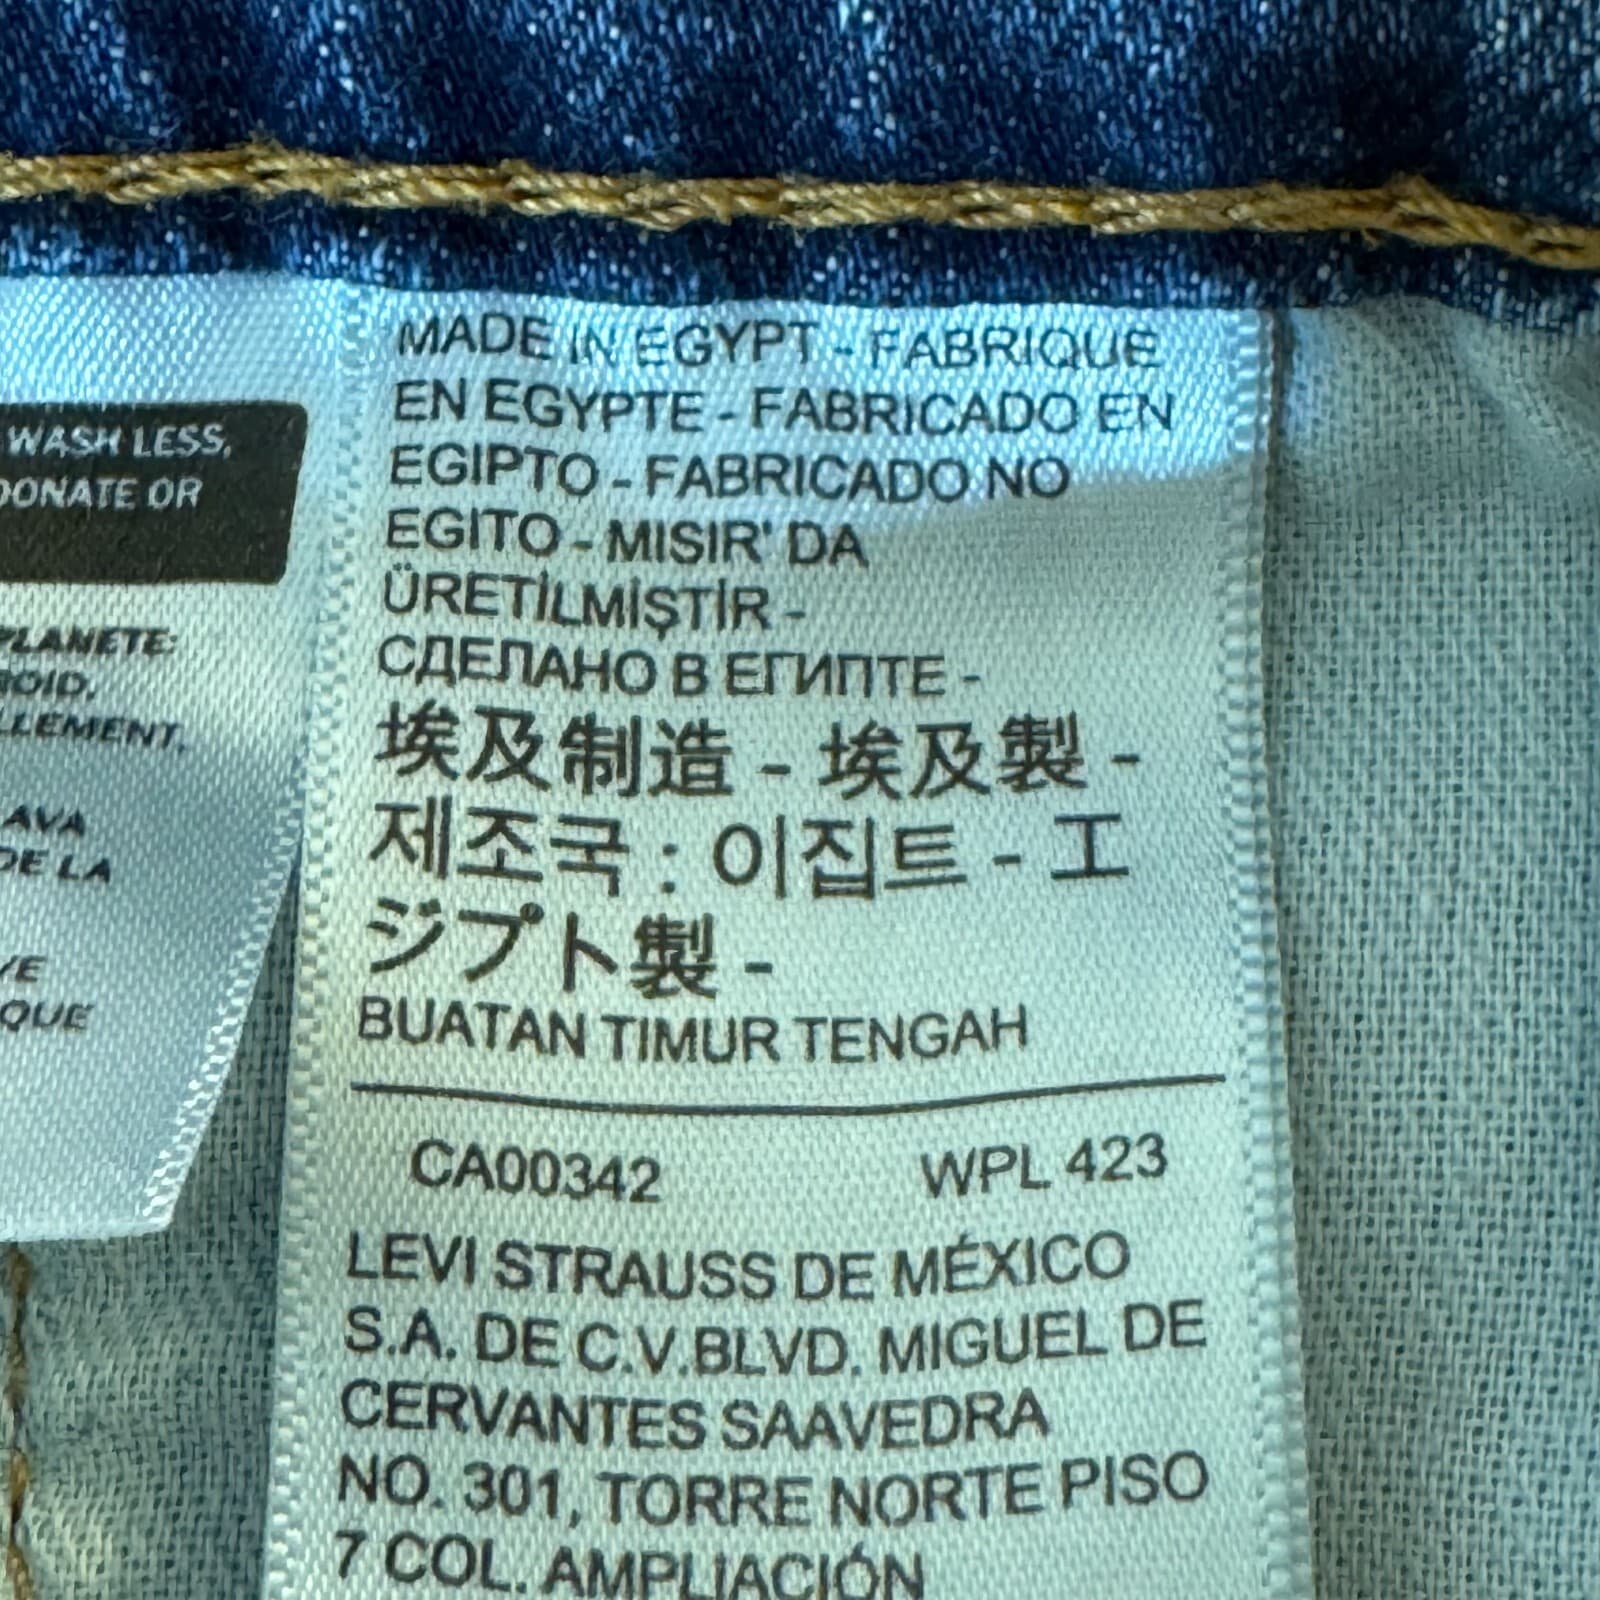 WASH LESS,
DONATE OR
PLANETE:
LLEMENT.
AVA
DE LA
QUE
MADE IN EGYPT - FABRIQUE
EN EGYPTE - FABRICADO EN
EGIPTO - FABRICADO NO
EGITO - MISIR' DA
ÜRETİLMİŞTİR -
СДЕЛАНО В ЕГИПТЕ -
埃及制造 - 埃及製 -
제조국 : 이집트 - エ
ジプト製 -
BUATAN TIMUR TENGAH
CA00342 WPL 423
LEVI STRAUSS DE MÉXICO
S.A. DE C.V.BLVD. MIGUEL DE
CERVANTES SAAVEDRA
NO. 301, TORRE NORTE PISO
7 COL. AMPLIACIÓN